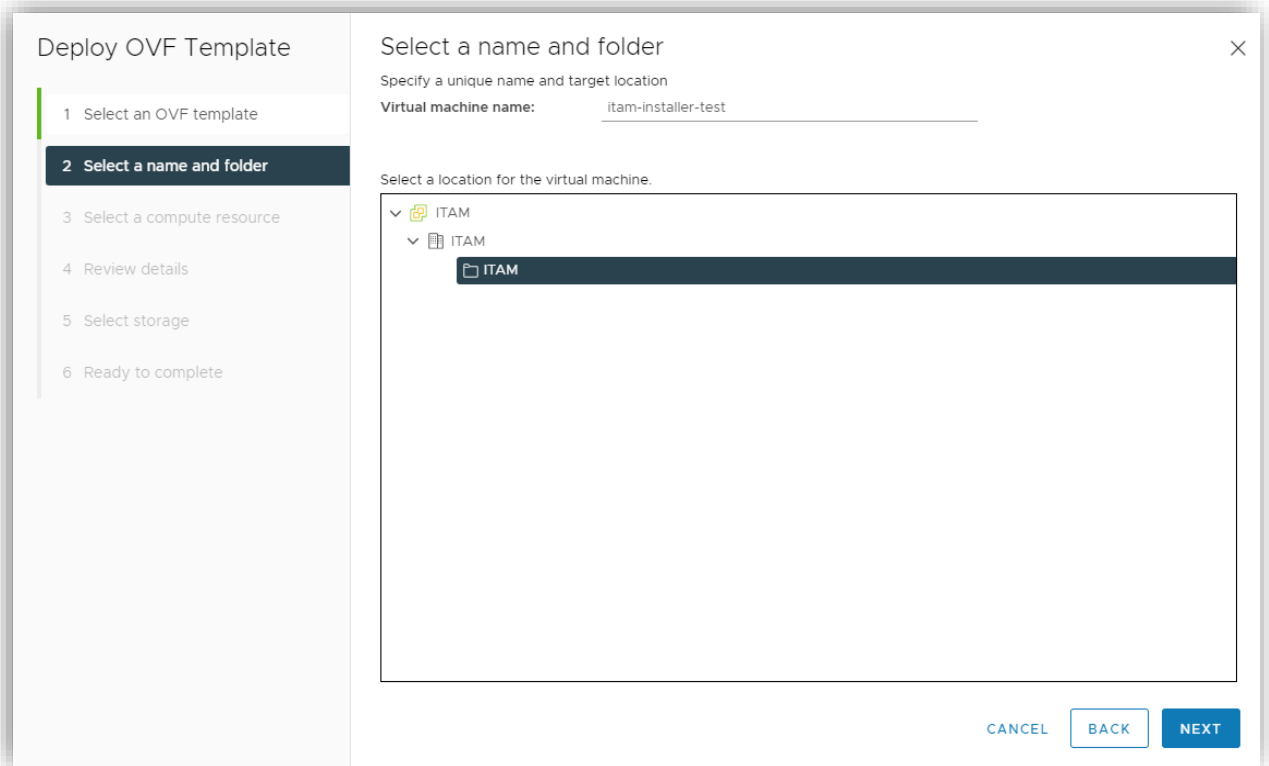 Deploy OVF Template
1 Select an OVF template
2 Select a name and folder
3 Select a compute resource
4 Review details
5 Select storage
6 Ready to complete
Select a name and folder
Specify a unique name and target location
Virtual machine name: itam-installer-test
Select a location for the virtual machine.
ITAM
ITAM
ITAM
CANCEL BACK NEXT